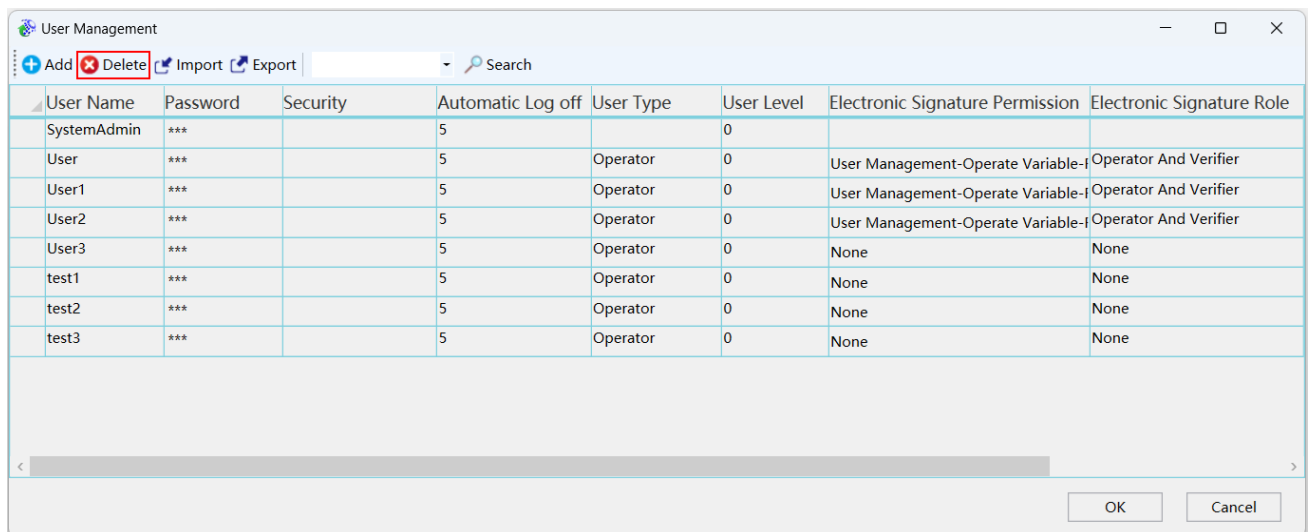 User Management
Add Delete Import Export Search
User Name Password Security Automatic Log off User Type User Level Electronic Signature Permission Electronic Signature Role
SystemAdmin *** 5 0
User *** 5 Operator 0 User Management-Operate Variable- Operator And Verifier
User1 *** 5 Operator 0 User Management-Operate Variable- Operator And Verifier
User2 *** 5 Operator 0 User Management-Operate Variable- Operator And Verifier
User3 *** 5 Operator 0 None None
test1 *** 5 Operator 0 None None
test2 *** 5 Operator 0 None None
test3 *** 5 Operator 0 None None
OK Cancel